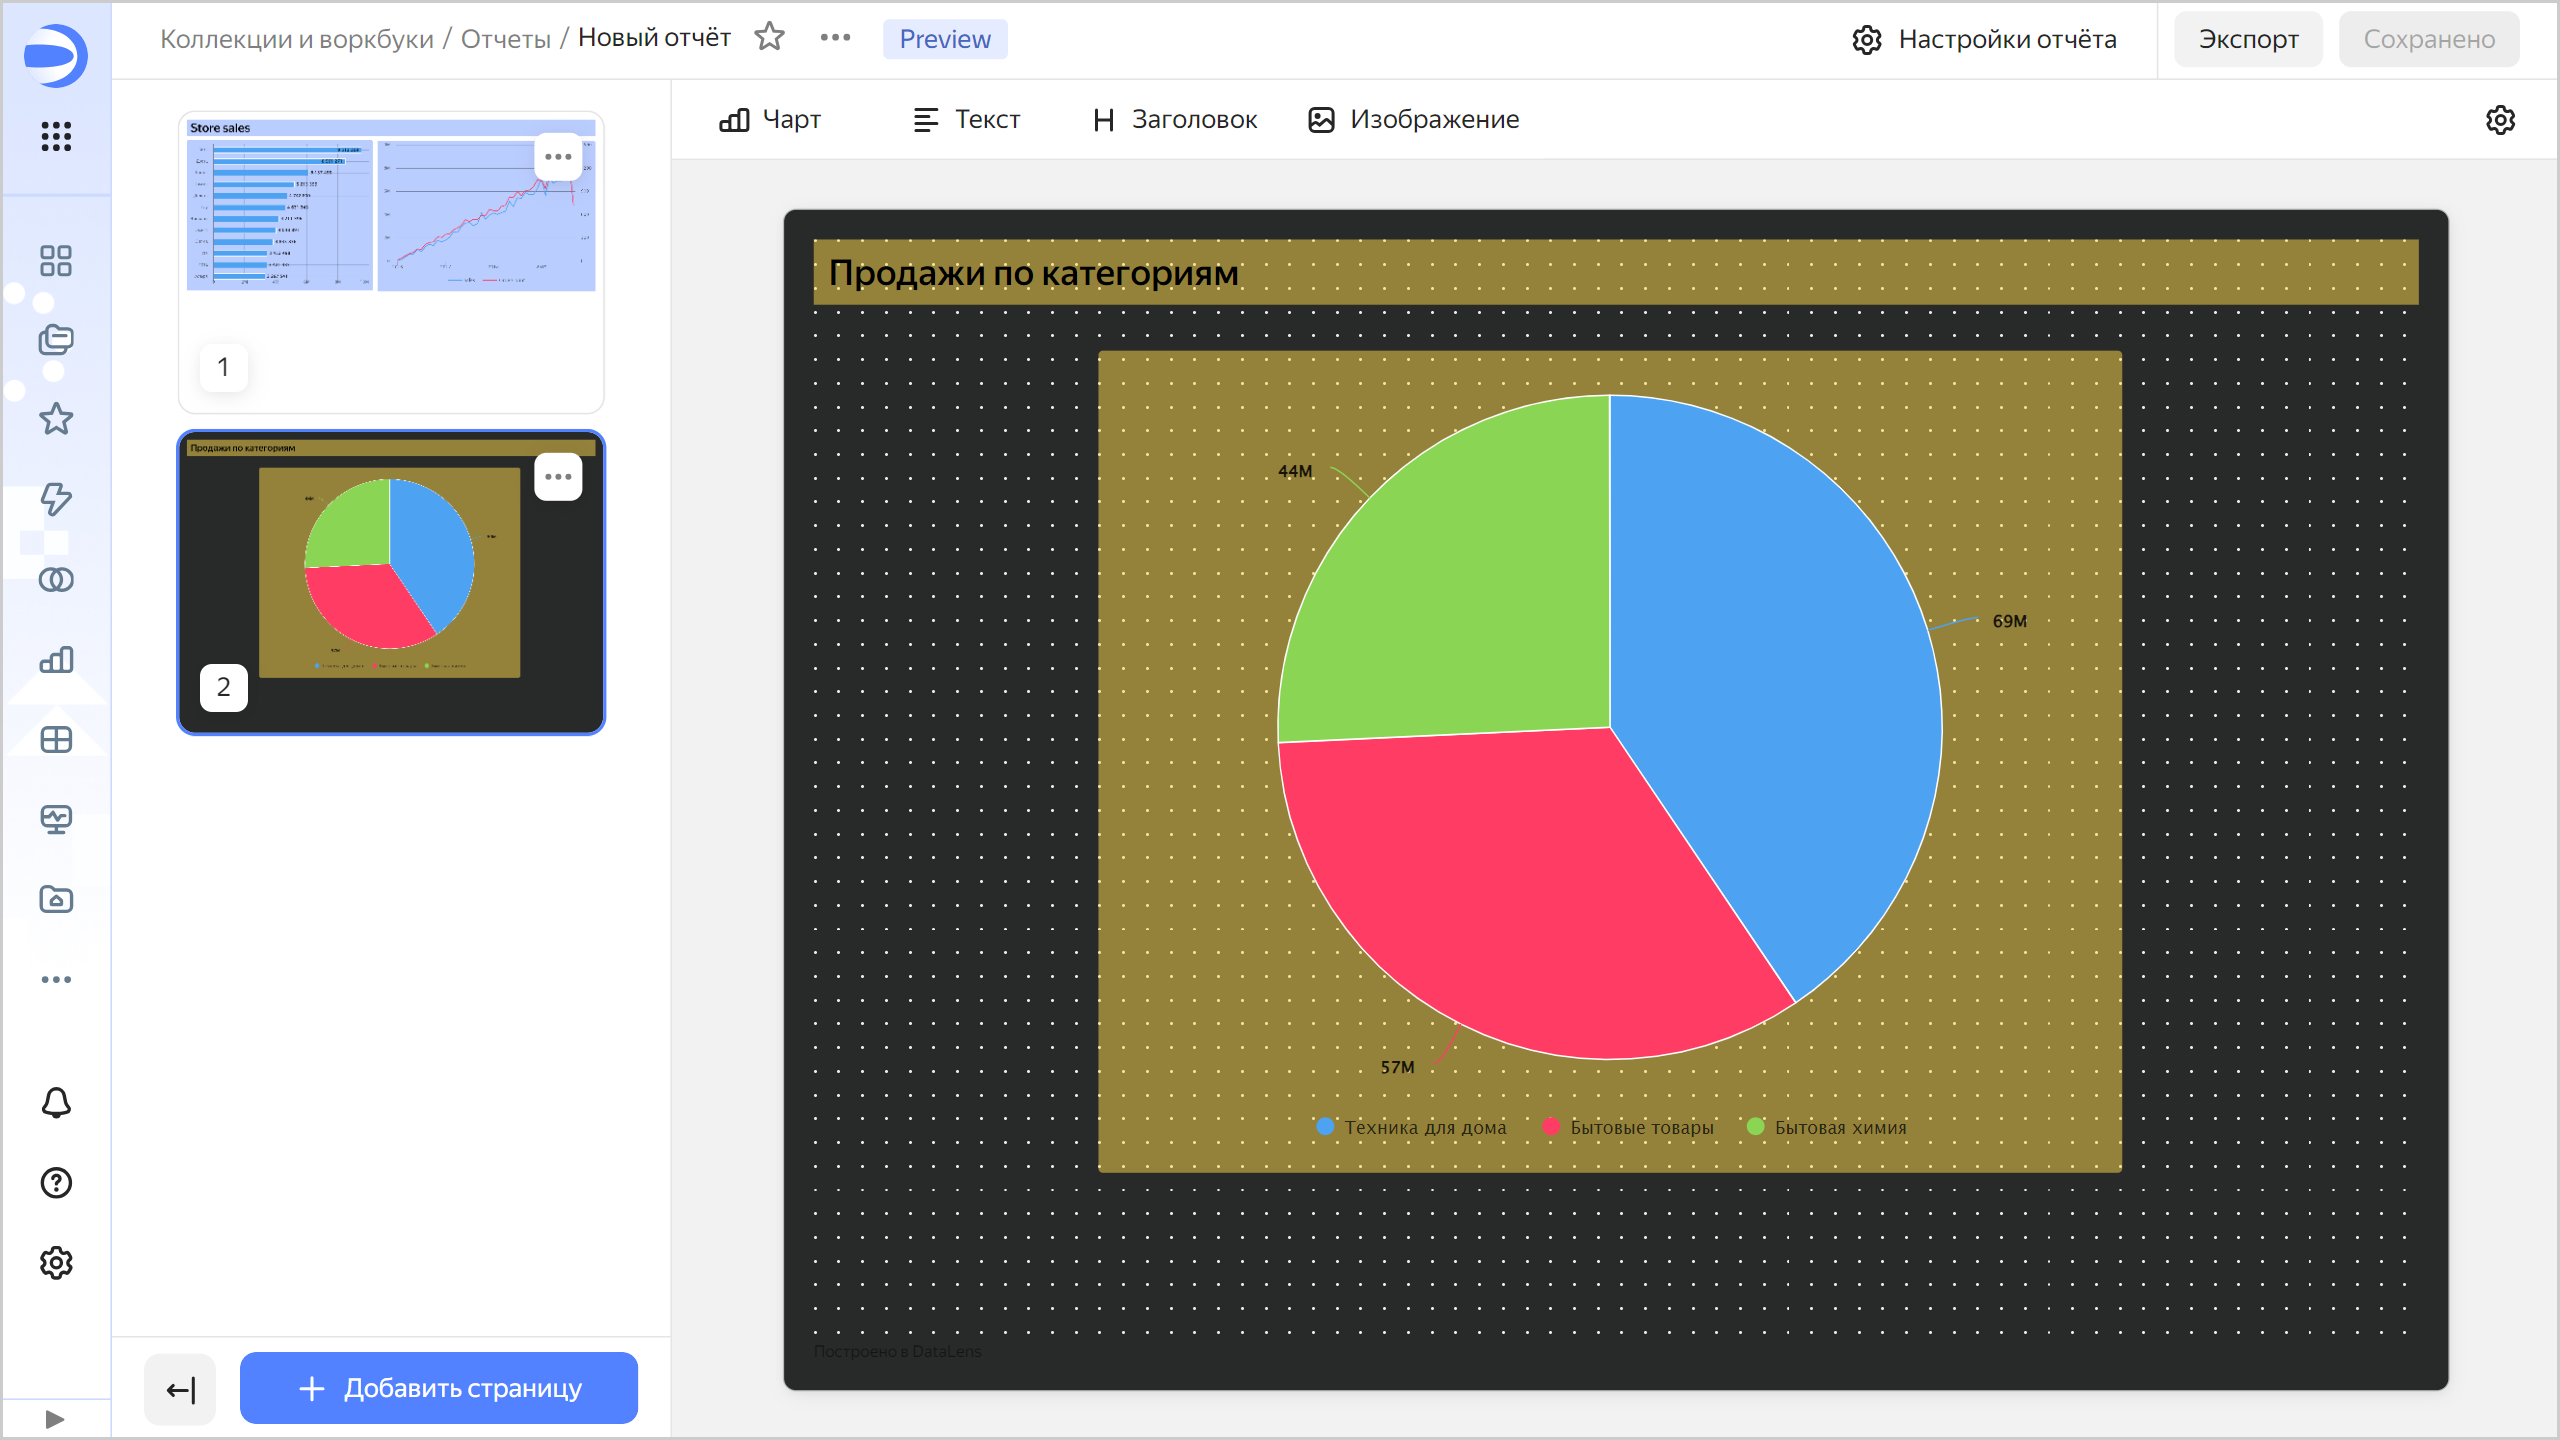 Коллекции и воркбуки / Отчеты / Новый отчёт
Preview
Настройки отчёта
Экспорт
Сохранено
Чарт
Текст
Заголовок
Изображение
Store sales
1
Продажи по категориям
2
Добавить страницу
Продажи по категориям
44M
69M
57M
Техника для дома
Бытовые товары
Бытовая химия
Построено в DataLens